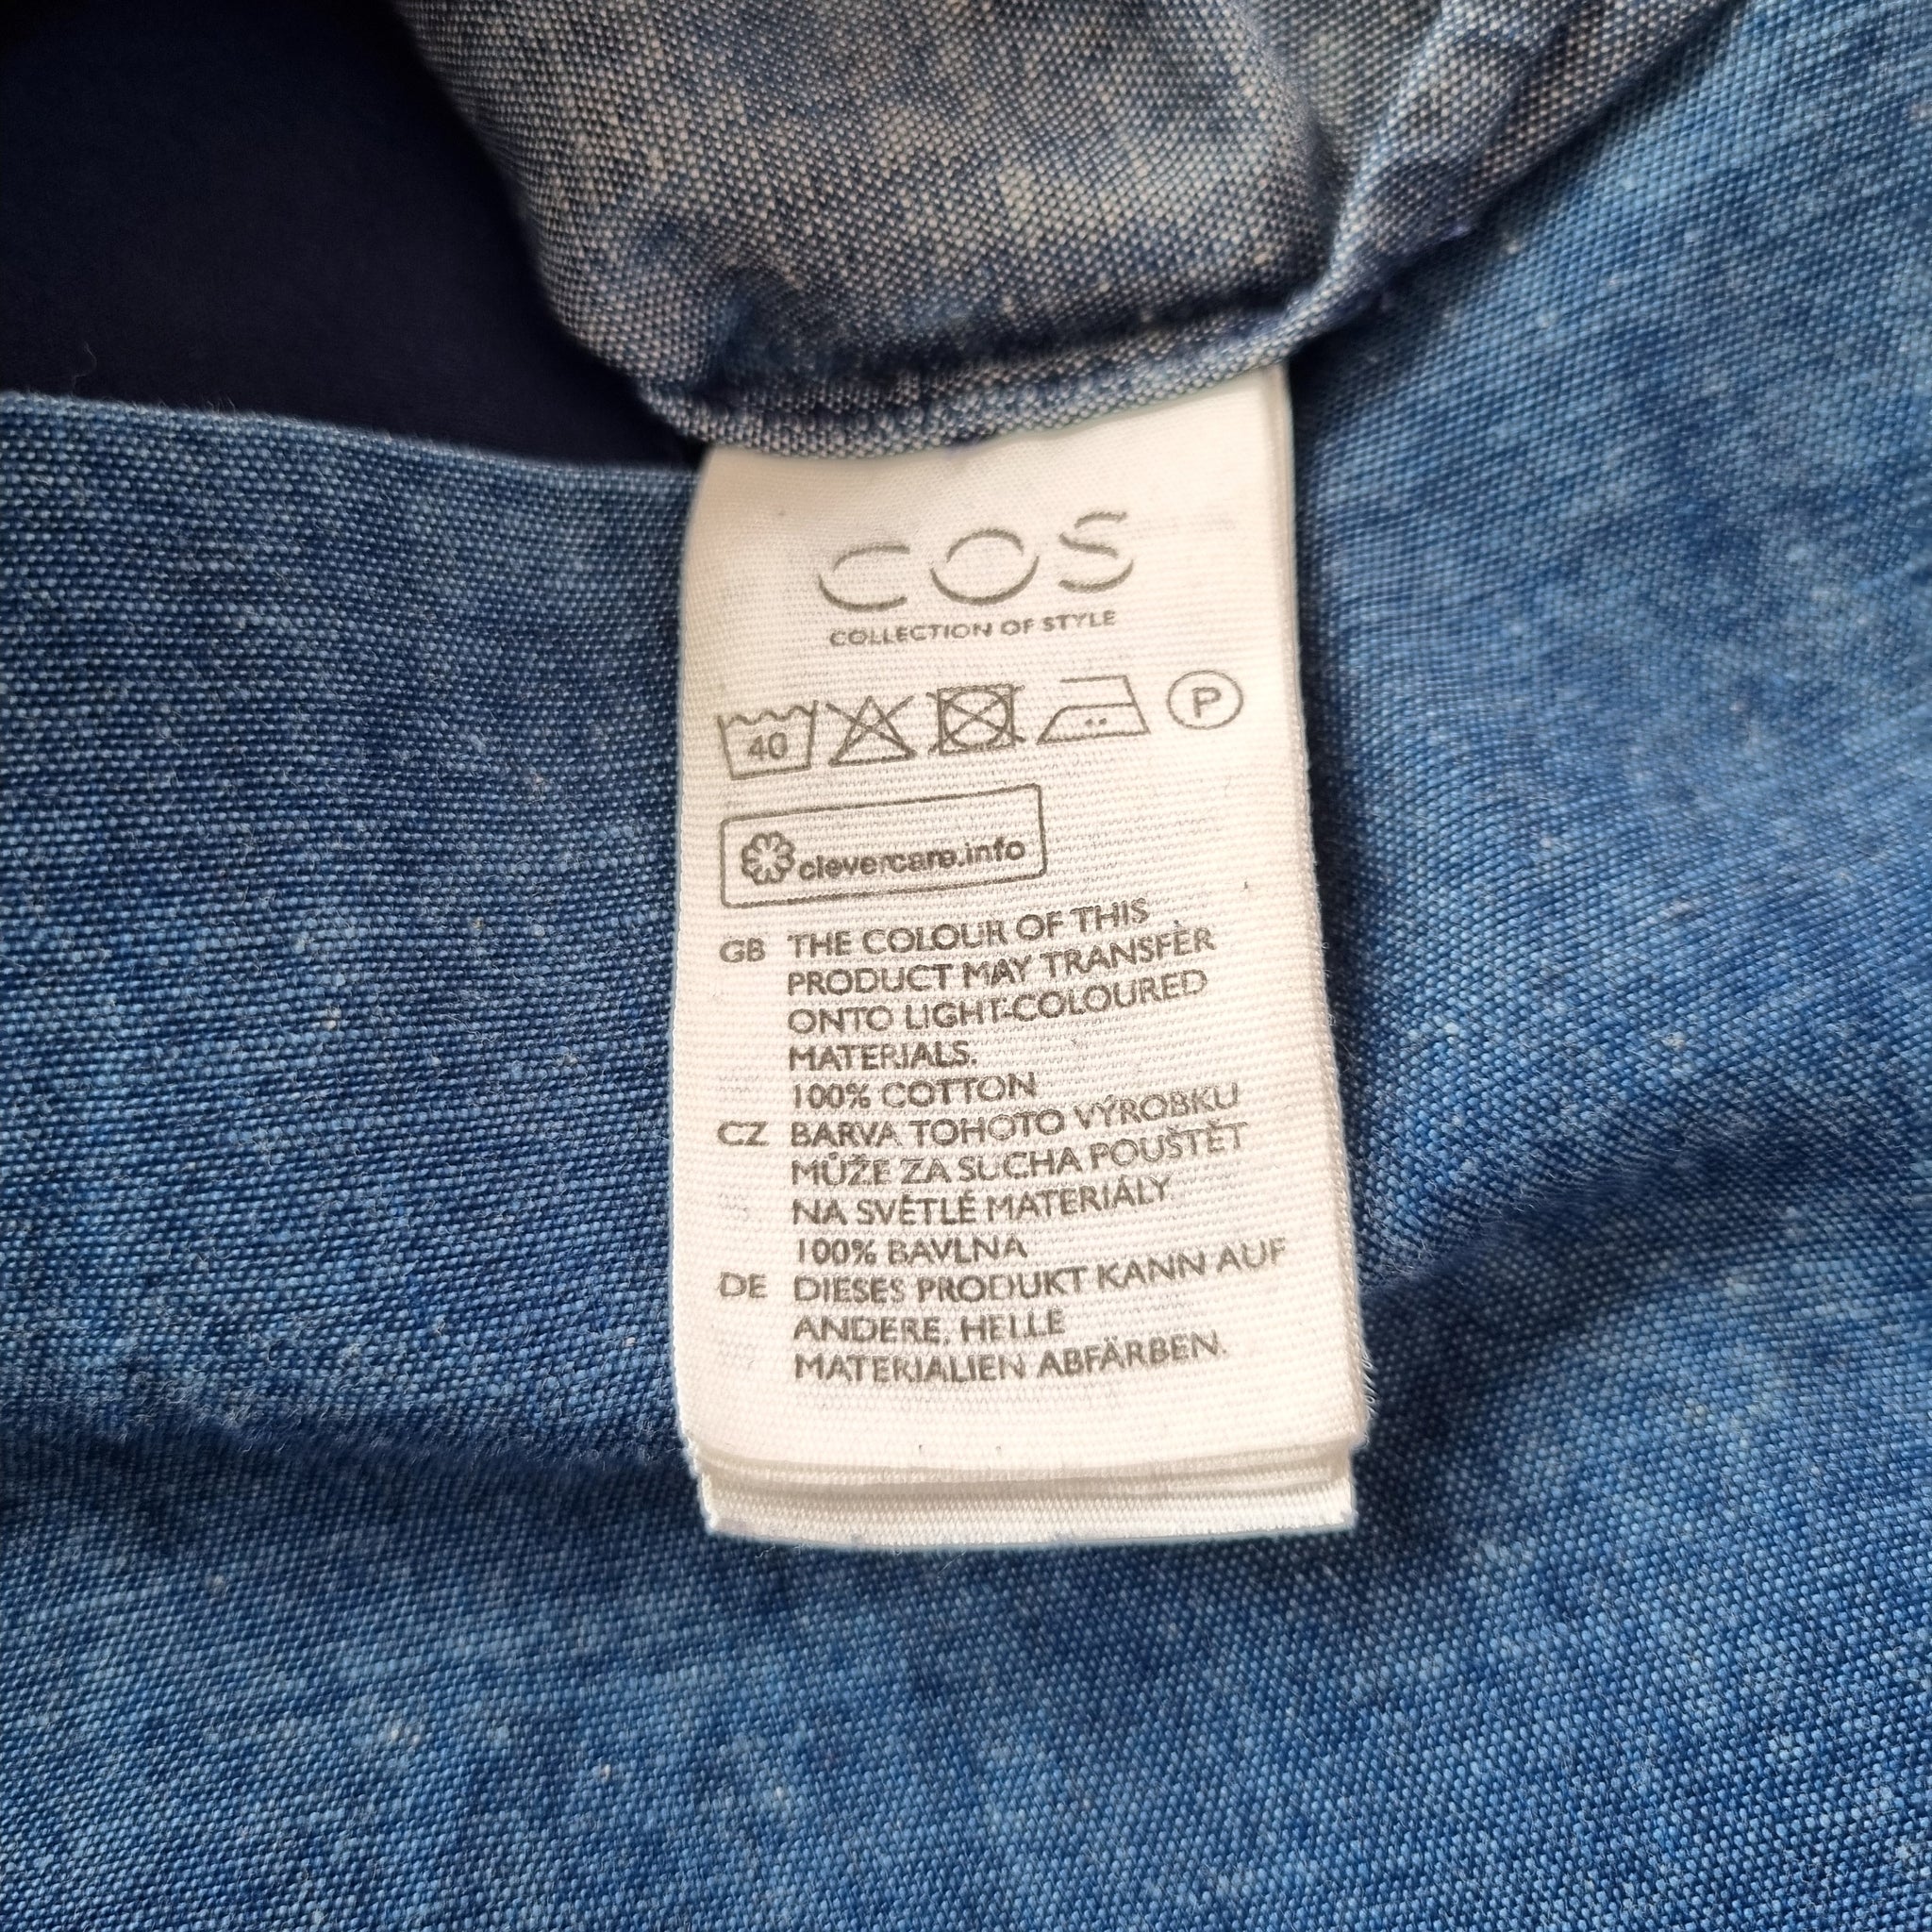 COS
COLLECTION OF STYLE
40 P
clevercare.info
GB THE COLOUR OF THIS
PRODUCT MAY TRANSFER
ONTO LIGHT-COLOURED
MATERIALS.
100% COTTON
CZ BARVA TOHOTO VÝROBKU
MŮŽE ZA SUCHA POUŠTĚT
NA SVĚTLÉ MATERIÁLY
100% BAVLNA
DE DIESES PRODUKT KANN AUF
ANDERE, HELLE
MATERIALIEN ABFÄRBEN.